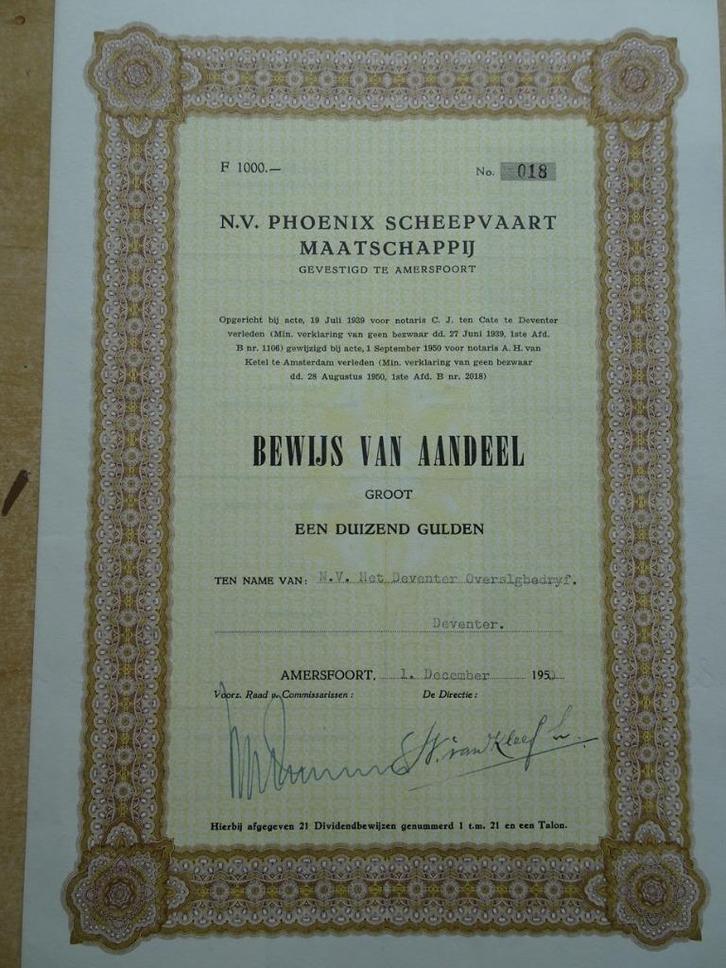 F 1000.—
No. 018
N.V. PHOENIX SCHEEPVAART
MAATSCHAPPIJ
GEVESTIGD TE AMERSFOORT
Opgericht bij acte, 19 Juli 1939 voor notaris C. J. ten Cate te Deventer
verleden (Min. verklaring van geen bezwaar dd. 27 Juni 1939, 1ste Afd.
B nr. 1106) gewijzigd bij acte, 1 September 1950 voor notaris A. H. van
Ketel te Amsterdam verleden (Min. verklaring van geen bezwaar
dd. 28 Augustus 1950, 1ste Afd. B nr. 2018)
BEWIJS VAN AANDEEL
GROOT
EEN DUIZEND GULDEN
TEN NAME VAN: N.V. Het Deventer Overslgbedryf.
Deventer.
AMERSFOORT, 1. December 1950
Voorz. Raad v. Commissarissen: De Directie:
W. van Kleef
Hierbij afgegeven 21 Dividendbewijzen genummerd 1 t.m. 21 en een Talon.